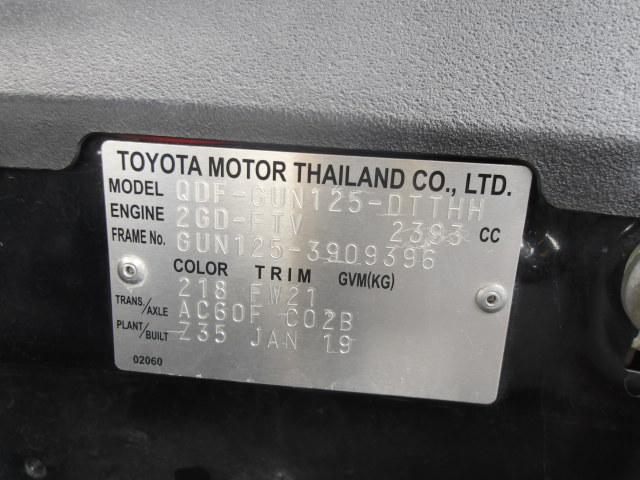 TOYOTA MOTOR THAILAND CO., LTD.
MODEL QDF-GUN125-DTTHH
ENGINE 2GD-FTV 2393 CC
FRAME No. GUN125-3909396
COLOR TRIM GVM(KG)
218 FW21
TRANS./AXLE AC60F C02B
PLANT/BUILT Z35 JAN 19
02060